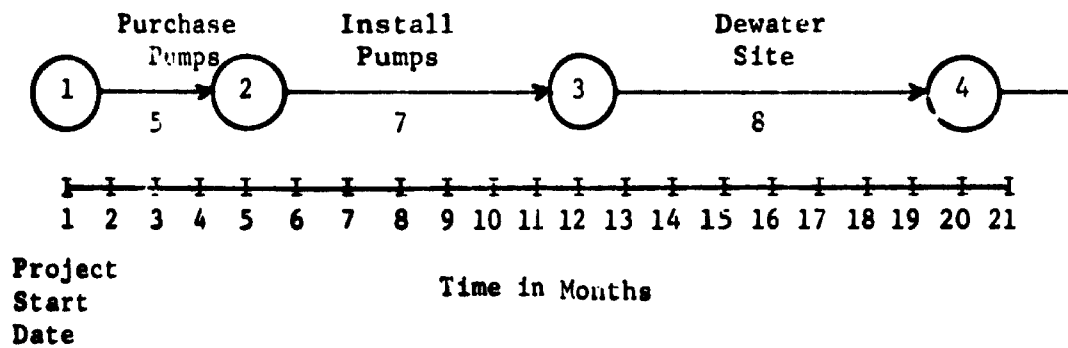 Purchase Install Dewater
Pumps Pumps Site
1 2 3 4
5 7 8
1 2 3 4 5 6 7 8 9 10 11 12 13 14 15 16 17 18 19 20 21
Project
Start
Date
Time in Months